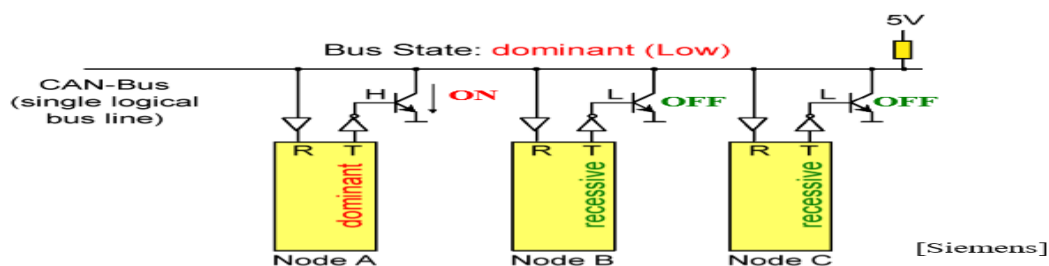 5V
Bus State: dominant (Low)
CAN-Bus
(single logical
bus line)
H ON L OFF L OFF
R T R T R T
dominant recessive recessive
Node A Node B Node C
[Siemens]